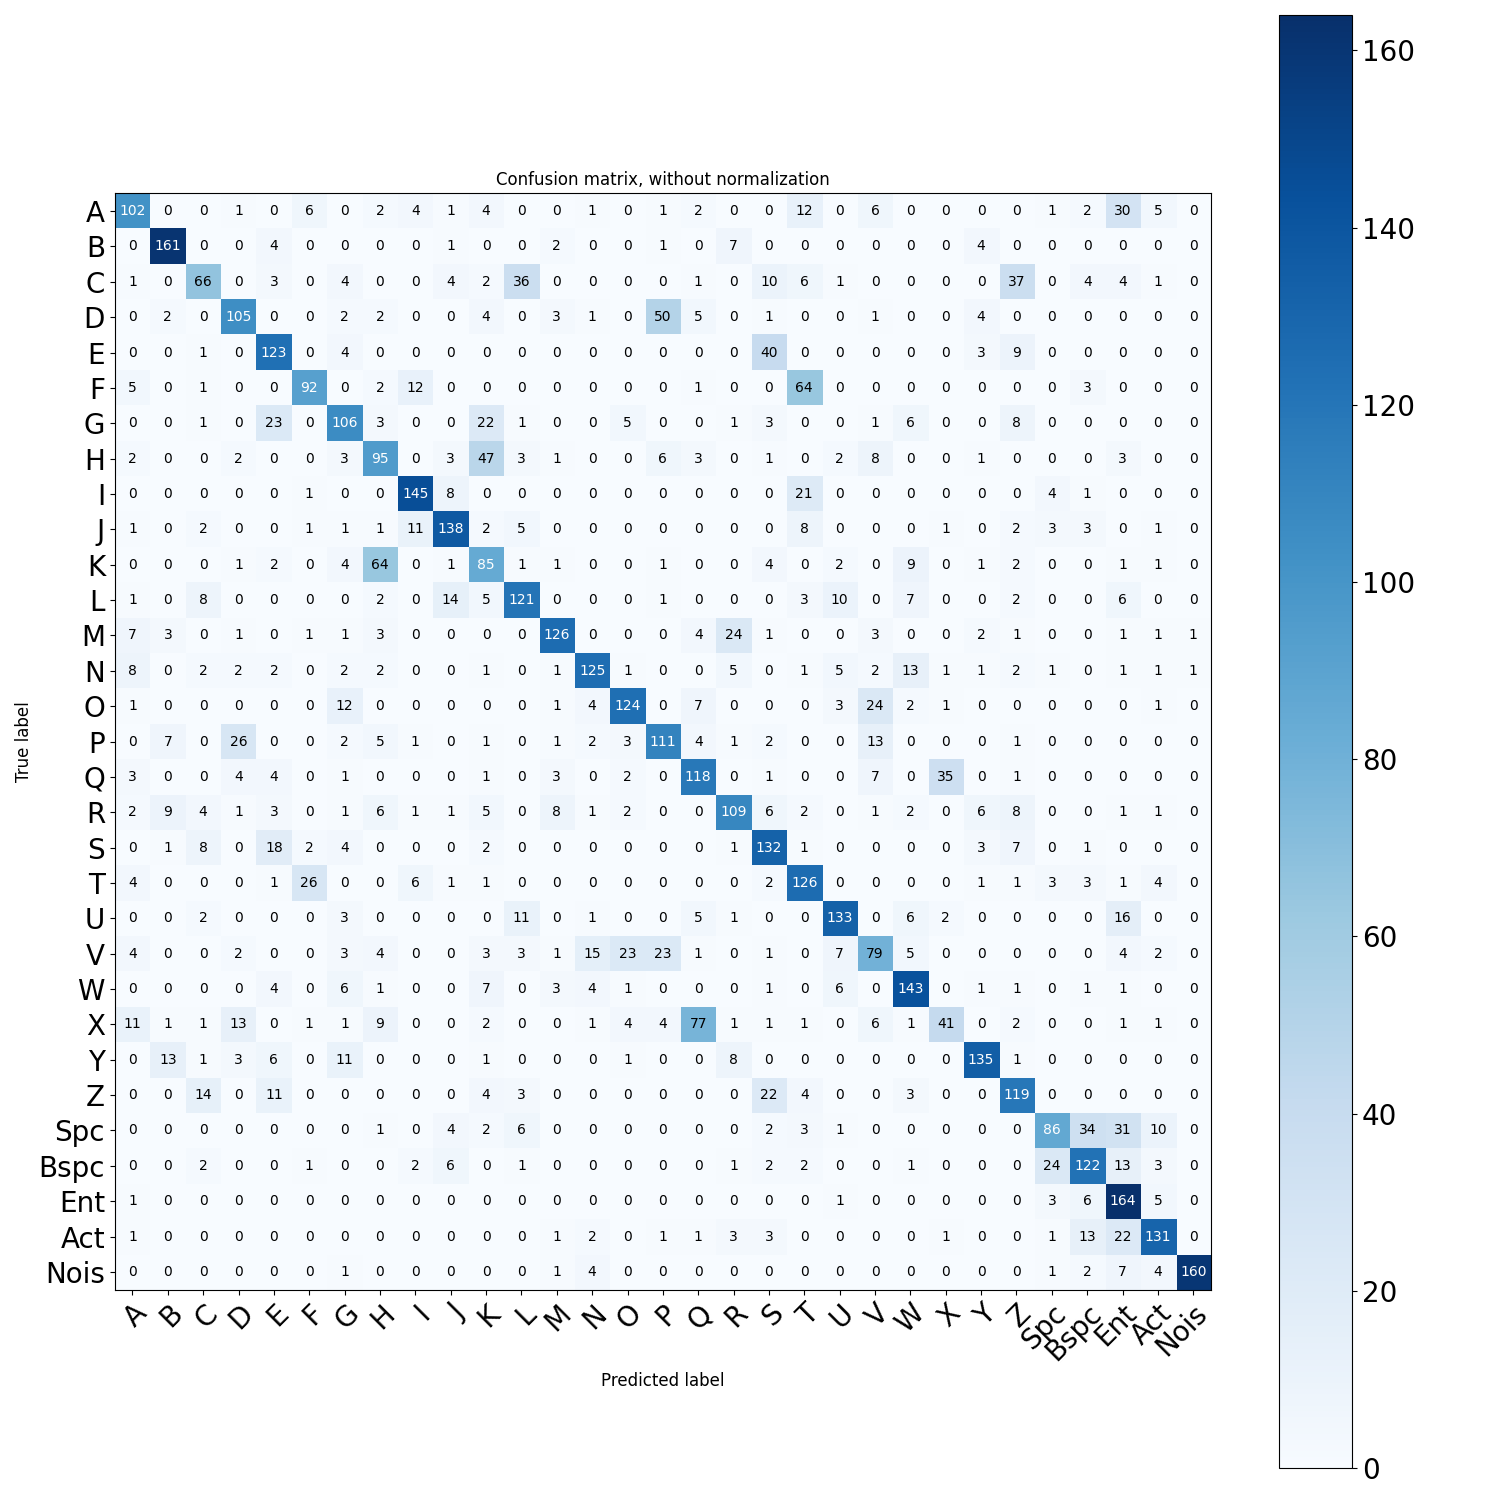 Confusion matrix, without normalization
A 102 0 0 1 0 6 0 2 4 1 4 0 0 1 0 1 2 0 0 12 0 6 0 0 0 0 1 2 30 5 0
B 0 161 0 0 4 0 0 0 0 1 0 0 2 0 0 1 0 7 0 0 0 0 0 0 4 0 0 0 0 0 0
C 1 0 66 0 3 0 4 0 0 4 2 36 0 0 0 0 1 0 10 6 1 0 0 0 0 37 0 4 4 1 0
D 0 2 0 105 0 0 2 2 0 0 4 0 3 1 0 50 5 0 1 0 0 1 0 0 4 0 0 0 0 0 0
E 0 0 1 0 123 0 4 0 0 0 0 0 0 0 0 0 0 0 40 0 0 0 0 0 3 9 0 0 0 0 0
F 5 0 1 0 0 92 0 2 12 0 0 0 0 0 0 0 1 0 0 64 0 0 0 0 0 0 0 3 0 0 0
G 0 0 1 0 23 0 106 3 0 0 22 1 0 0 5 0 0 1 3 0 0 1 6 0 0 8 0 0 0 0 0
H 2 0 0 2 0 0 3 95 0 3 47 3 1 0 0 6 3 0 1 0 2 8 0 0 1 0 0 0 3 0 0
I 0 0 0 0 0 1 0 0 145 8 0 0 0 0 0 0 0 0 0 21 0 0 0 0 0 0 4 1 0 0 0
J 1 0 2 0 0 1 1 1 11 138 2 5 0 0 0 0 0 0 0 8 0 0 0 1 0 2 3 3 0 1 0
K 0 0 0 1 2 0 4 64 0 1 85 1 1 0 0 1 0 0 4 0 2 0 9 0 1 2 0 0 1 1 0
L 1 0 8 0 0 0 0 2 0 14 5 121 0 0 0 1 0 0 0 3 10 0 7 0 0 2 0 0 6 0 0
M 7 3 0 1 0 1 1 3 0 0 0 0 126 0 0 0 4 24 1 0 0 3 0 0 2 1 0 0 1 1 1
N 8 0 2 2 2 0 2 2 0 0 1 0 1 125 1 0 0 5 0 1 5 2 13 1 1 2 1 0 1 1 1
O 1 0 0 0 0 0 12 0 0 0 0 0 1 4 124 0 7 0 0 0 3 24 2 1 0 0 0 0 0 1 0
P 0 7 0 26 0 0 2 5 1 0 1 0 1 2 3 111 4 1 2 0 0 13 0 0 0 1 0 0 0 0 0
Q 3 0 0 4 4 0 1 0 0 0 1 0 3 0 2 0 118 0 1 0 0 7 0 35 0 1 0 0 0 0 0
R 2 9 4 1 3 0 1 6 1 1 5 0 8 1 2 0 0 109 6 2 0 1 2 0 6 8 0 0 1 1 0
S 0 1 8 0 18 2 4 0 0 0 2 0 0 0 0 0 0 1 132 1 0 0 0 0 3 7 0 1 0 0 0
T 4 0 0 0 1 26 0 0 6 1 1 0 0 0 0 0 0 0 2 126 0 0 0 0 1 1 3 3 1 4 0
U 0 0 2 0 0 0 3 0 0 0 0 11 0 1 0 0 5 1 0 0 133 0 6 2 0 0 0 0 16 0 0
V 4 0 0 2 0 0 3 4 0 0 3 3 1 15 23 23 1 0 1 0 7 79 5 0 0 0 0 0 4 2 0
W 0 0 0 0 4 0 6 1 0 0 7 0 3 4 1 0 0 0 1 0 6 0 143 0 1 1 0 1 1 0 0
X 11 1 1 13 0 1 1 9 0 0 2 0 0 1 4 4 77 1 1 1 0 6 1 41 0 2 0 0 1 1 0
Y 0 13 1 3 6 0 11 0 0 0 1 0 0 0 1 0 0 8 0 0 0 0 0 0 135 1 0 0 0 0 0
Z 0 0 14 0 11 0 0 0 0 0 4 3 0 0 0 0 0 0 22 4 0 0 3 0 0 119 0 0 0 0 0
Spc 0 0 0 0 0 0 0 1 0 4 2 6 0 0 0 0 0 0 2 3 1 0 0 0 0 0 86 34 31 10 0
Bspc 0 0 2 0 0 1 0 0 2 6 0 1 0 0 0 0 0 1 2 2 0 0 1 0 0 0 24 122 13 3 0
Ent 1 0 0 0 0 0 0 0 0 0 0 0 0 0 0 0 0 0 0 0 1 0 0 0 0 0 3 6 164 5 0
Act 1 0 0 0 0 0 0 0 0 0 0 0 1 2 0 1 1 3 3 0 0 0 0 1 0 0 1 13 22 131 0
Nois 0 0 0 0 0 0 1 0 0 0 0 0 1 4 0 0 0 0 0 0 0 0 0 0 0 0 1 2 7 4 160
A B C D E F G H I J K L M N O P Q R S T U V W X Y Z Spc Bspc Ent Act Nois
Predicted label
True label
160
140
120
100
80
60
40
20
0